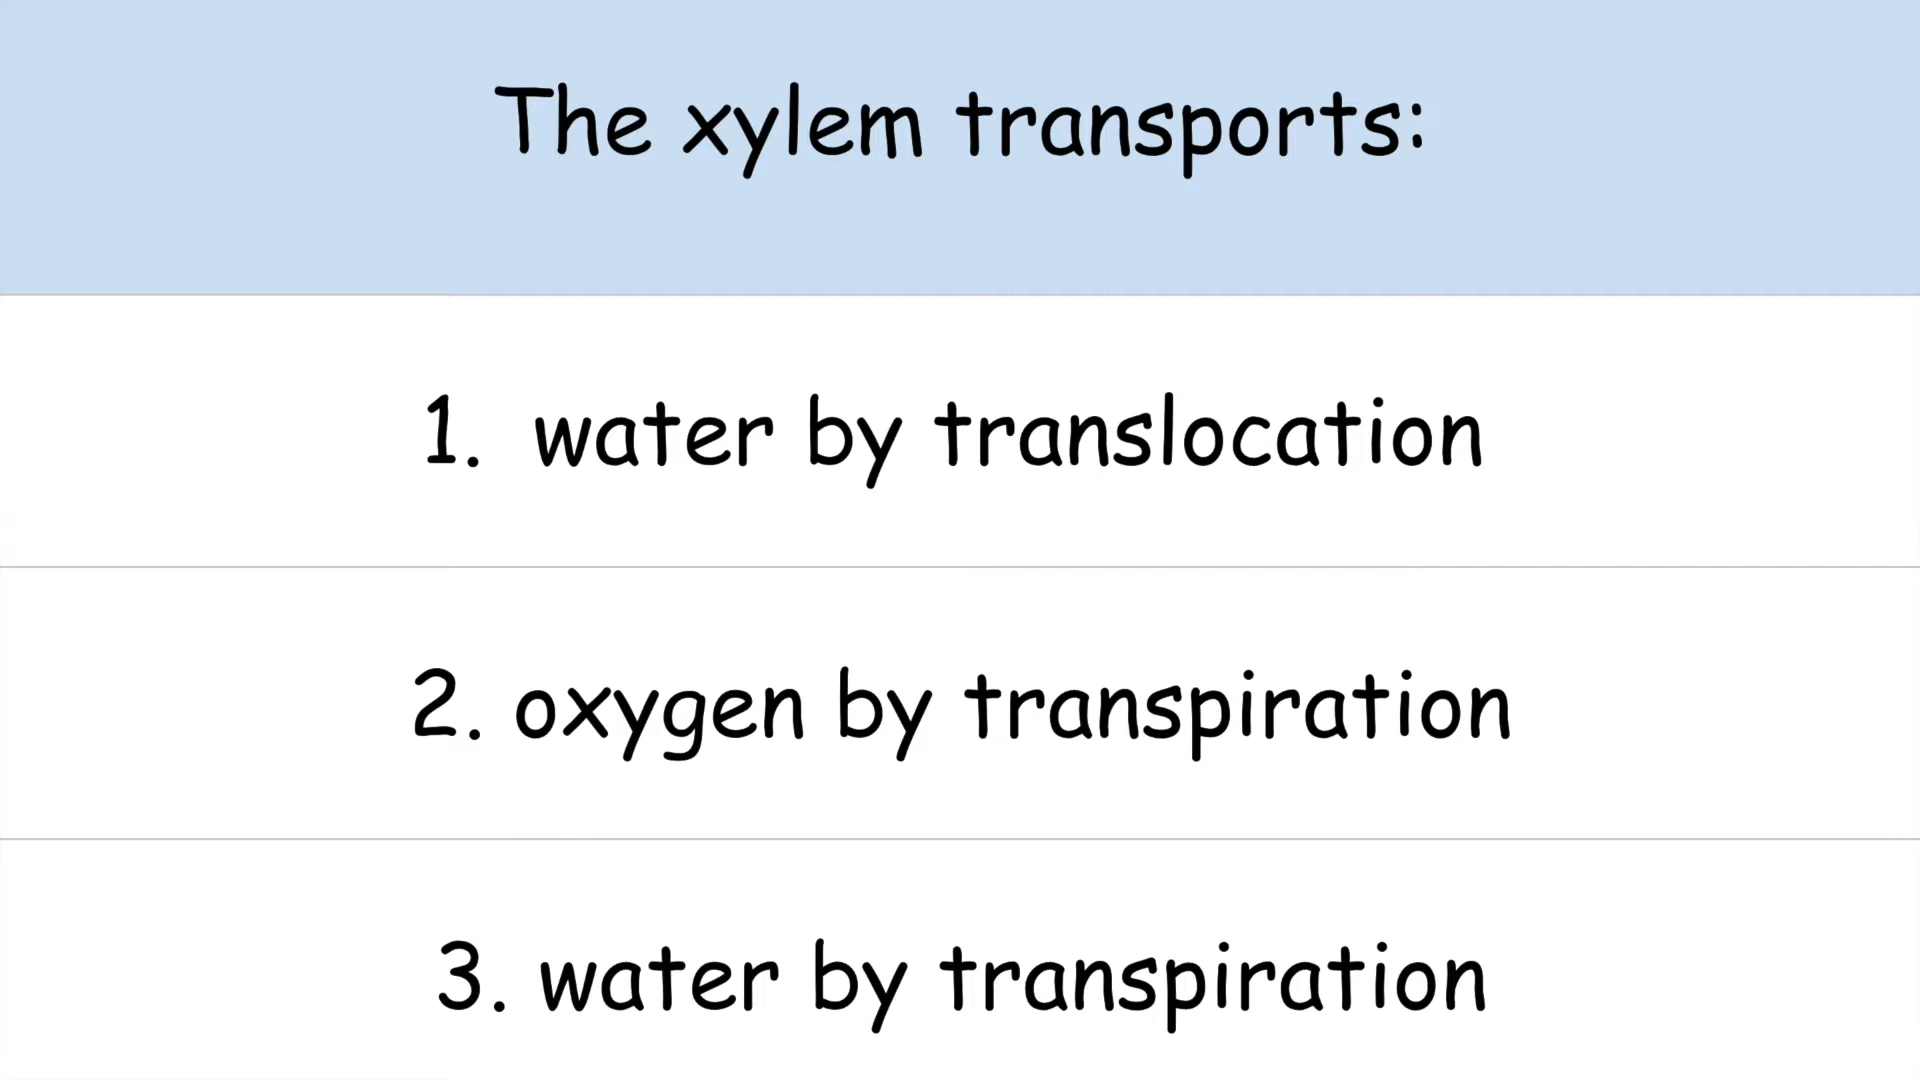 The xylem transports:
1. water by translocation
2. oxygen by transpiration
3. water by transpiration